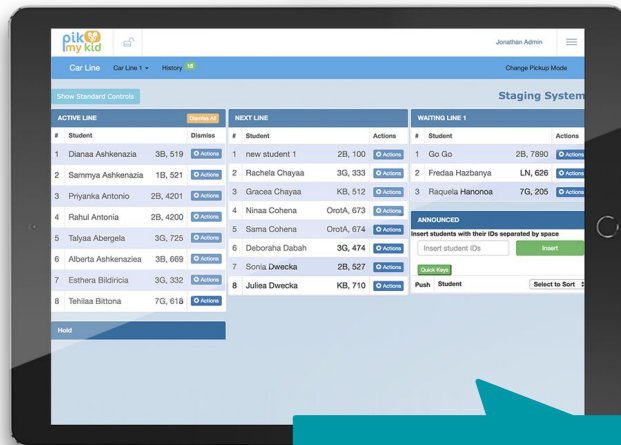 pik my kid
Jonathan Admin
Car Line
Car Line 1
History 18
Change Pickup Mode
Show Standard Controls
Staging System
ACTIVE LINE Dismiss All
# Student Dismiss
1 Dianaa Ashkenazia 3B, 519 Actions
2 Sammya Ashkenazia 1B, 521 Actions
3 Priyanka Antonio 2B, 4201 Actions
4 Rahul Antonia 2B, 4200 Actions
5 Talyaa Abergela 3G, 725 Actions
6 Alberta Ashkenaziea 3B, 669 Actions
7 Esthera Bildiricia 3G, 332 Actions
8 Tehilaa Bittona 7G, 618 Actions
Hold
NEXT LINE
# Student Actions
1 new student 1 2B, 100 Actions
2 Rachela Chayaa 3G, 333 Actions
3 Gracea Chayaa KB, 512 Actions
4 Ninaa Cohena OrotA, 673 Actions
5 Sama Cohena OrotA, 674 Actions
6 Deboraha Dabah 3G, 474 Actions
7 Sonia Dwecka 2B, 527 Actions
8 Juliea Dwecka KB, 710 Actions
WAITING LINE 1
# Student Actions
1 Go Go 2B, 7890 Actions
2 Fredaa Hazbanya LN, 626 Actions
3 Raquela Hanonoa 7G, 205 Actions
ANNOUNCED
Insert students with their IDs separated by space
Insert student IDs Insert
Quick Keys
Push Student Select to Sort